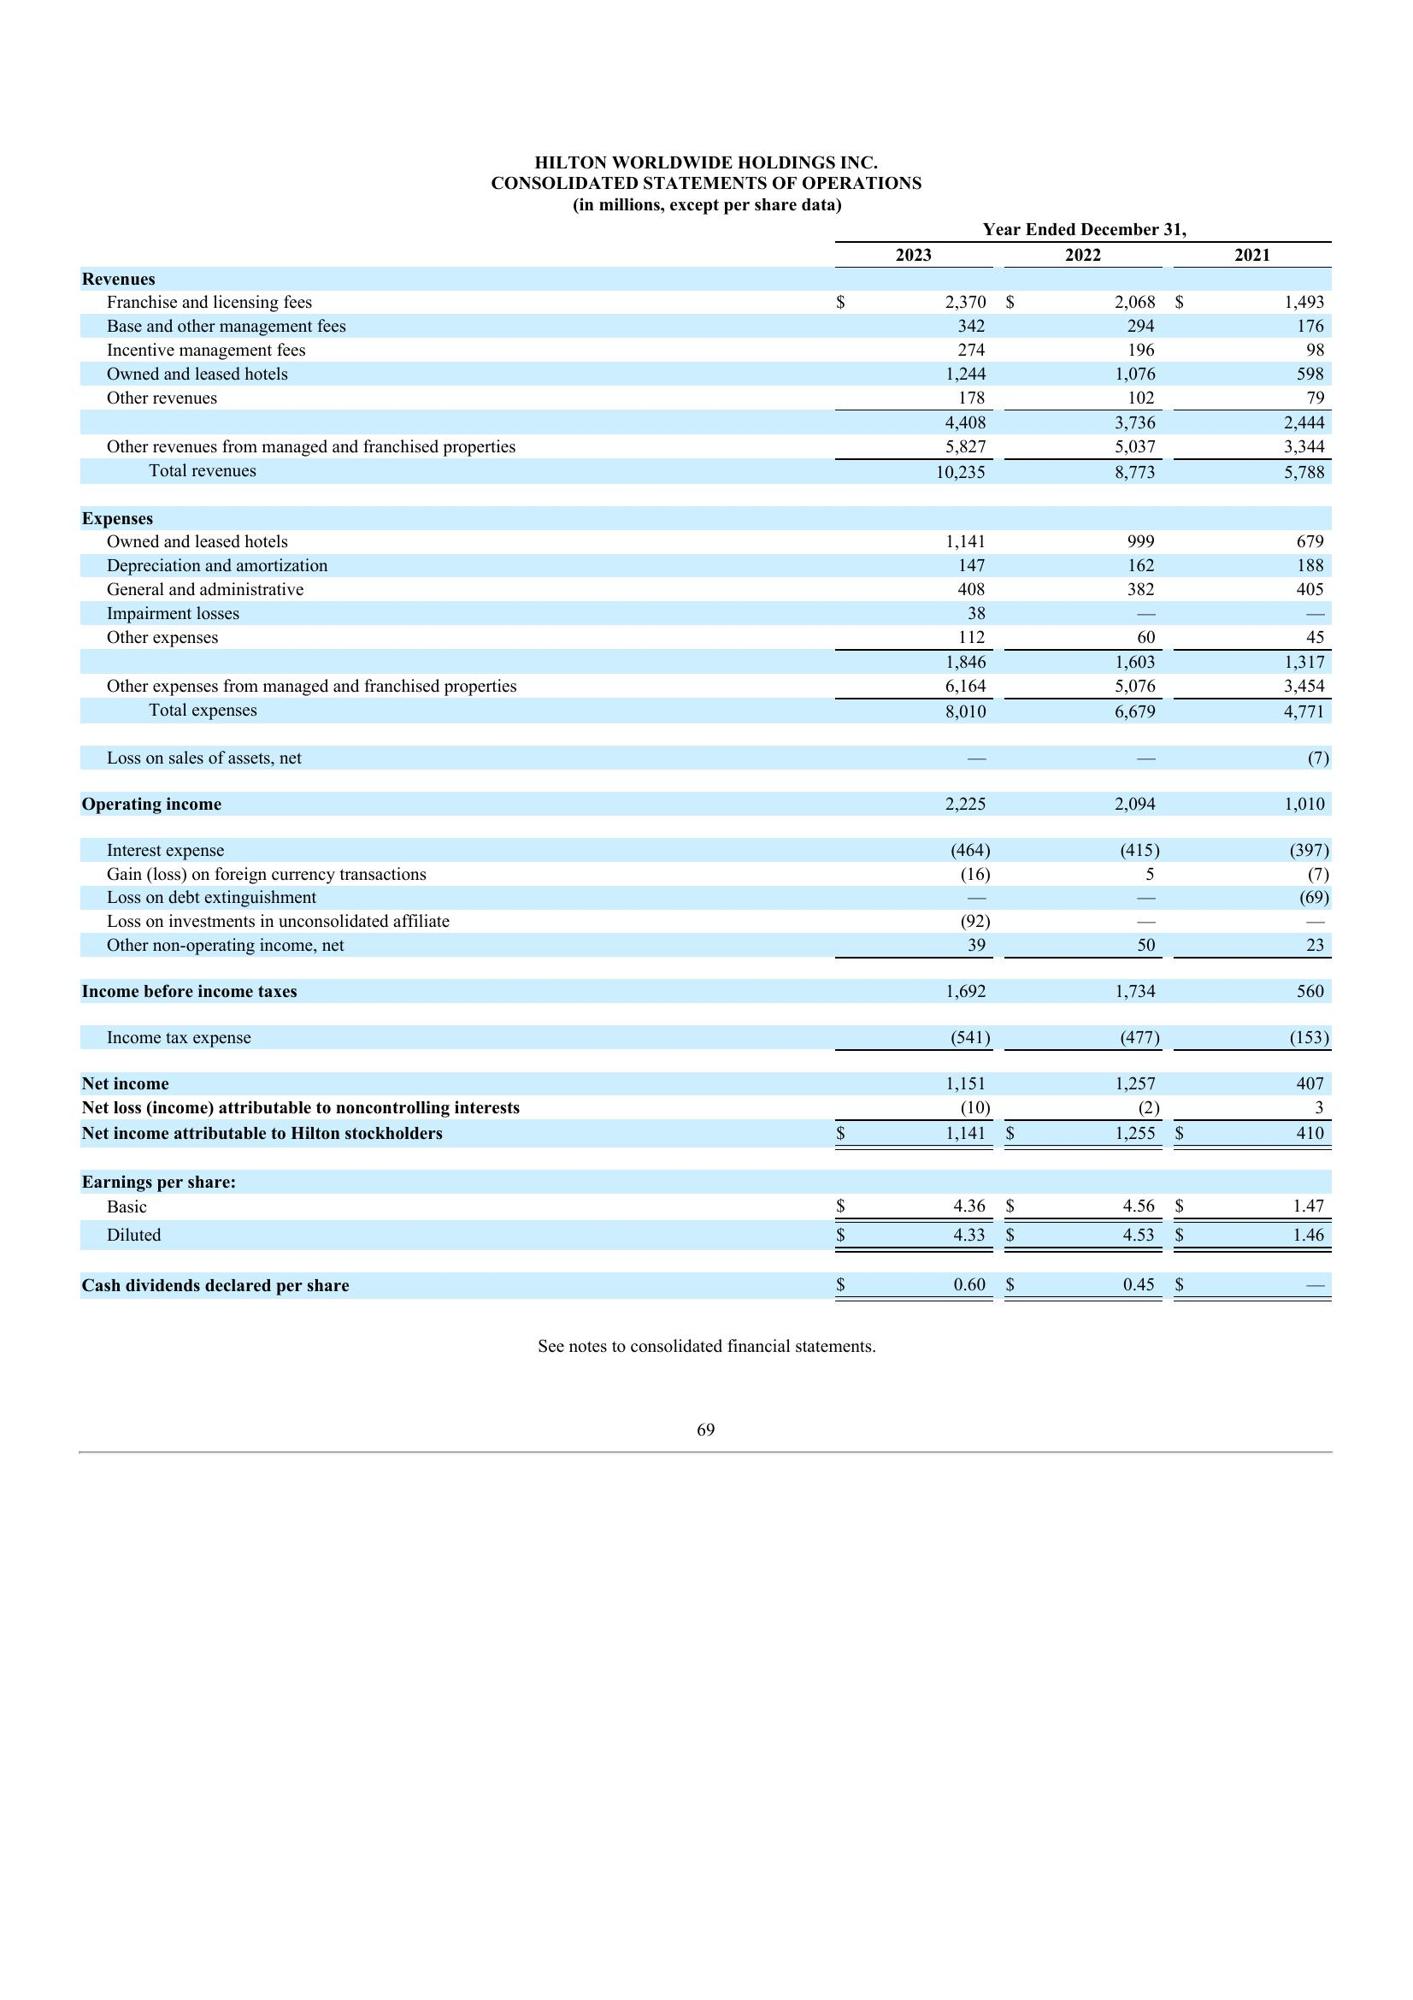 HILTON WORLDWIDE HOLDINGS INC.
CONSOLIDATED STATEMENTS OF OPERATIONS
(in millions, except per share data)
Year Ended December 31,
2023 2022 2021
Revenues
Franchise and licensing fees $ 2,370 $ 2,068 $ 1,493
Base and other management fees 342 294 176
Incentive management fees 274 196 98
Owned and leased hotels 1,244 1,076 598
Other revenues 178 102 79
4,408 3,736 2,444
Other revenues from managed and franchised properties 5,827 5,037 3,344
Total revenues 10,235 8,773 5,788
Expenses
Owned and leased hotels 1,141 999 679
Depreciation and amortization 147 162 188
General and administrative 408 382 405
Impairment losses 38 — —
Other expenses 112 60 45
1,846 1,603 1,317
Other expenses from managed and franchised properties 6,164 5,076 3,454
Total expenses 8,010 6,679 4,771
Loss on sales of assets, net — — (7)
Operating income 2,225 2,094 1,010
Interest expense (464) (415) (397)
Gain (loss) on foreign currency transactions (16) 5 (7)
Loss on debt extinguishment — — (69)
Loss on investments in unconsolidated affiliate (92) — —
Other non-operating income, net 39 50 23
Income before income taxes 1,692 1,734 560
Income tax expense (541) (477) (153)
Net income 1,151 1,257 407
Net loss (income) attributable to noncontrolling interests (10) (2) 3
Net income attributable to Hilton stockholders $ 1,141 $ 1,255 $ 410
Earnings per share:
Basic $ 4.36 $ 4.56 $ 1.47
Diluted $ 4.33 $ 4.53 $ 1.46
Cash dividends declared per share $ 0.60 $ 0.45 $ —
See notes to consolidated financial statements.
69